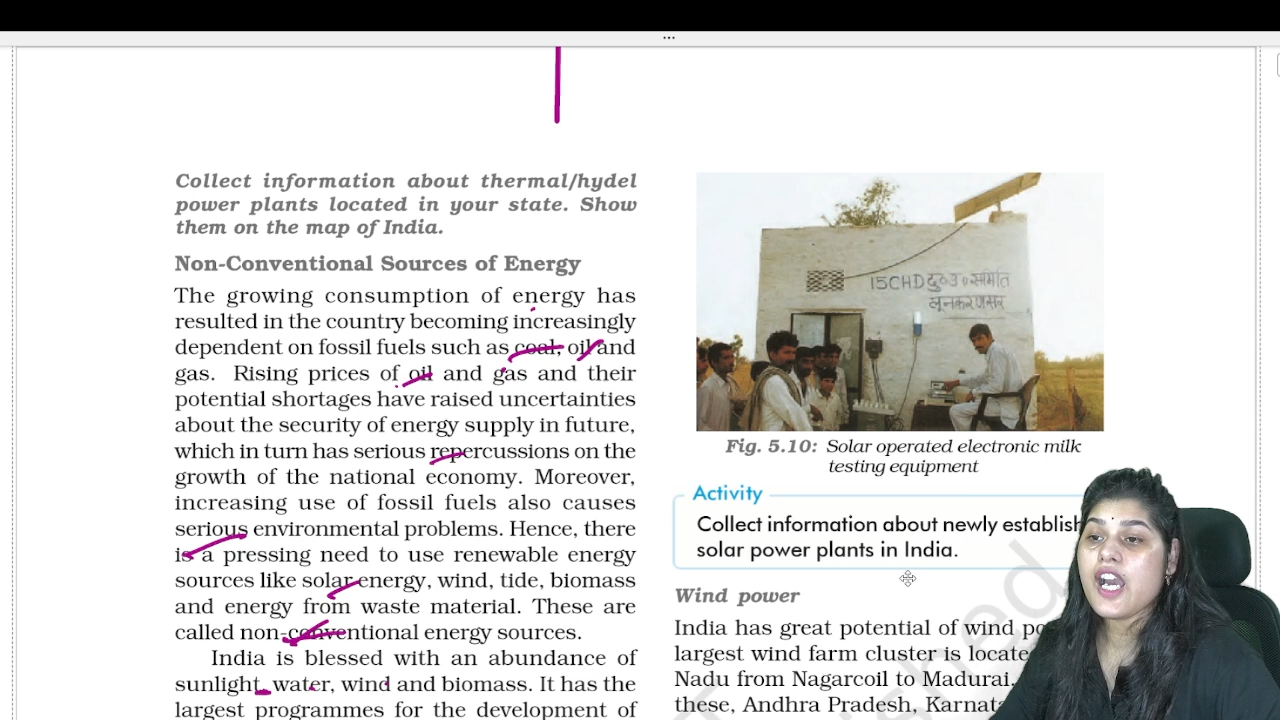 ...
Collect information about thermal/hydel
power plants located in your state. Show
them on the map of India.
Non-Conventional Sources of Energy
The growing consumption of energy has
resulted in the country becoming increasingly
dependent on fossil fuels such as coal, oil and
gas. Rising prices of oil and gas and their
potential shortages have raised uncertainties
about the security of energy supply in future,
which in turn has serious repercussions on the
growth of the national economy. Moreover,
increasing use of fossil fuels also causes
serious environmental problems. Hence, there
is a pressing need to use renewable energy
sources like solar energy, wind, tide, biomass
and energy from waste material. These are
called non-conventional energy sources.
India is blessed with an abundance of
sunlight, water, wind and biomass. It has the
largest programmes for the development of
15CHD दु० उ० स० समिति
लूनकरणसर
Fig. 5.10: Solar operated electronic milk
testing equipment
Activity
Collect information about newly establish
solar power plants in India.
Wind power
India has great potential of wind po
largest wind farm cluster is locate
Nadu from Nagarcoil to Madurai.
these, Andhra Pradesh, Karnata